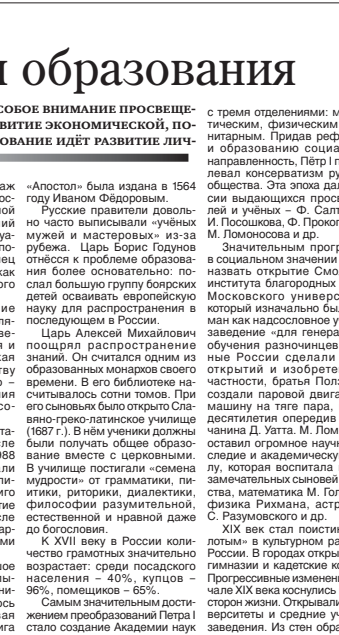 образования
СОБОЕ ВНИМАНИЕ ПРОСВЕЩЕ-
ВИТИЕ ЭКОНОМИЧЕСКОЙ, ПО-
ОВАНИЕ ИДЁТ РАЗВИТИЕ ЛИЧ-
«Апостол» была издана в 1564
году Иваном Фёдоровым.
Русские правители доволь-
но часто выписывали «учёных
мужей и мастеровых» из-за
рубежа. Царь Борис Годунов
отнёсся к проблеме образова-
ния более основательно: по-
слал большую группу боярских
детей осваивать европейскую
науку для распространения в
последующем в России.
Царь Алексей Михайлович
поощрял распространение
знаний. Он считался одним из
образованных монархов своего
времени. В его библиотеке на-
считывалось сотни томов. При
его сыновьях было открыто Сла-
вяно-греко-латинское училище
(1687 г.). В нём ученики должны
были получать общее образо-
вание вместе с церковными.
В училище постигали «семена
мудрости» от грамматики, пи-
итики, риторики, диалектики,
философии разумительной,
естественной и нравной даже
до богословия.
К XVII веку в России коли-
чество грамотных значительно
возрастает: среди посадского
населения – 40%, купцов –
96%, помещиков – 65%.
Самым значительным дости-
жением преобразований Петра I
стало создание Академии наук
с тремя отделениями: м
тическим, физическим
нитарным. Придав реф
и образованию социа
направленность, Пётр I п
левал консерватизм ру
общества. Эта эпоха да
сии выдающихся просв
лей и учёных – Ф. Салт
И. Посошкова, Ф. Прокоп
М. Ломоносова и др.
Значительным прогр
в социальном значении
назвать открытие Смо
института благородных
Московского универс
который изначально бы
ман как надсословное у
заведение «для генера
обучения разночинцев
ные России сделали
открытий и изобрете
частности, братья Полз
создали паровой двига
машину на тяге пара,
десятилетия опередив
чанина Д. Уатта. М. Лом
оставил огромное научн
следие и академическу
лу, которая воспитала
замечательных сыновей
ства, математика М. Гол
физика Рихмана, астр
С. Разумовского и др.
XIX век стал поистин
лотым» в культурном ра
России. В городах откры
гимназии и кадетские ко
Прогрессивные изменени
чале XIX века коснулись
сторон жизни. Открывали
верситеты и средние уч
заведения. Из стен обра